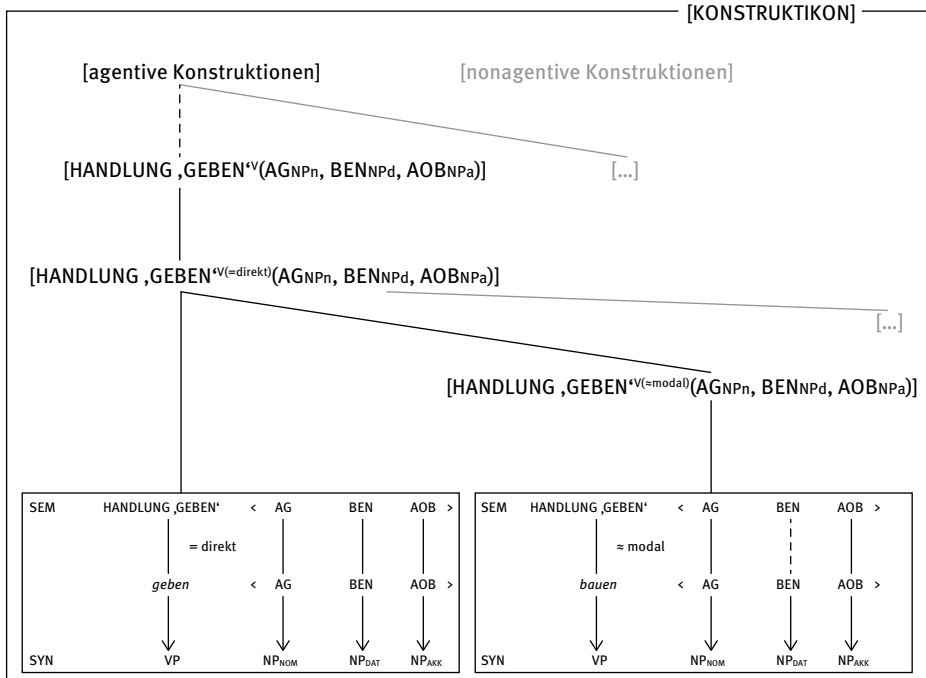 [KONSTRUKTIKON]
[agentive Konstruktionen] [nonagentive Konstruktionen]
[HANDLUNG ‚GEBEN‘V(AGNPn, BENNPd, AOBNPa)] [...]
[HANDLUNG ‚GEBEN‘V(=direkt)(AGNPn, BENNPd, AOBNPa)]
[...]
[HANDLUNG ‚GEBEN‘V(≈modal)(AGNPn, BENNPd, AOBNPa)]
SEM HANDLUNG ‚GEBEN‘ < AG BEN AOB >
= direkt
geben < AG BEN AOB >
SYN VP NPNOM NPDAT NPAKK
SEM HANDLUNG ‚GEBEN‘ < AG BEN AOB >
≈ modal
bauen < AG BEN AOB >
SYN VP NPNOM NPDAT NPAKK